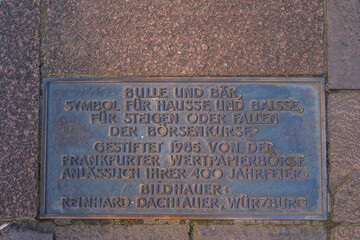 BULLE UND BÄR,
SYMBOL FÜR HAUSSE UND BAISSE,
FÜR STEIGEN ODER FALLEN
DER BÖRSENKURSE·
GESTIFTET 1985 VON DER
FRANKFURTER WERTPAPIERBÖRSE
ANLÄSSLICH IHRER 400 JAHRFEIER·
BILDHAUER:
REINHARD DACHLAUER, WÜRZBURG